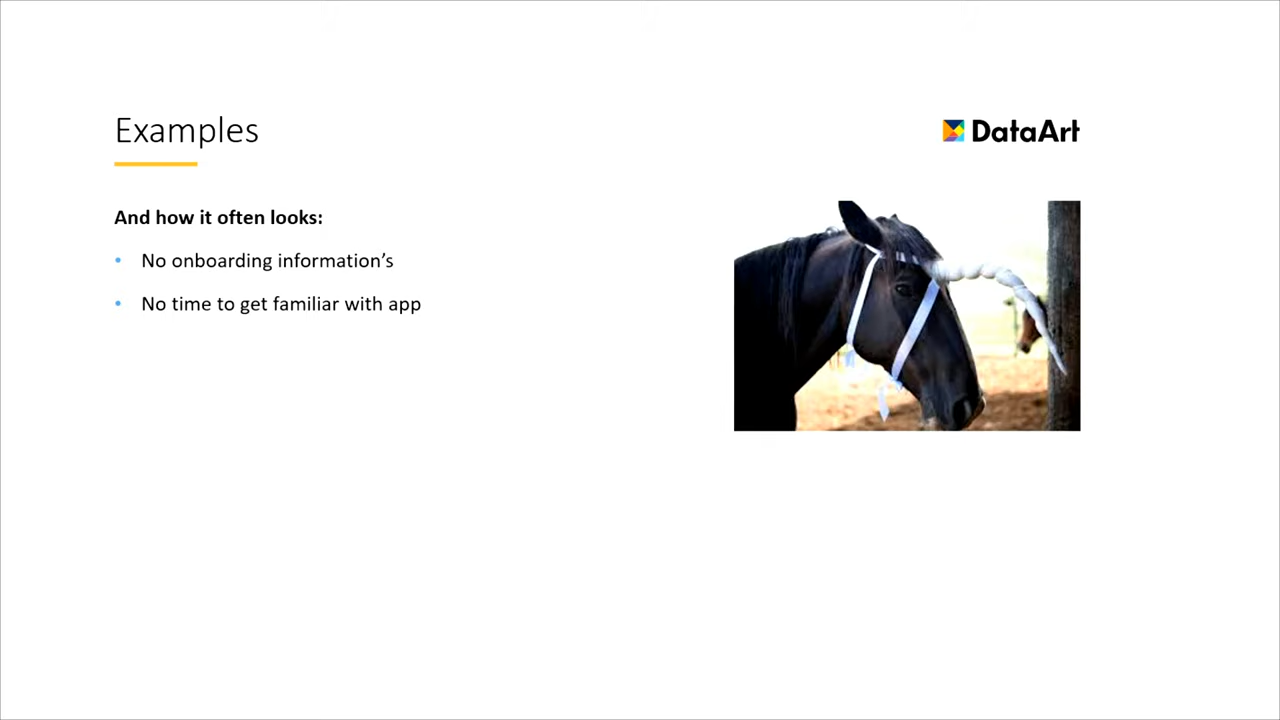 Examples
DataArt
And how it often looks:
• No onboarding information’s
• No time to get familiar with app